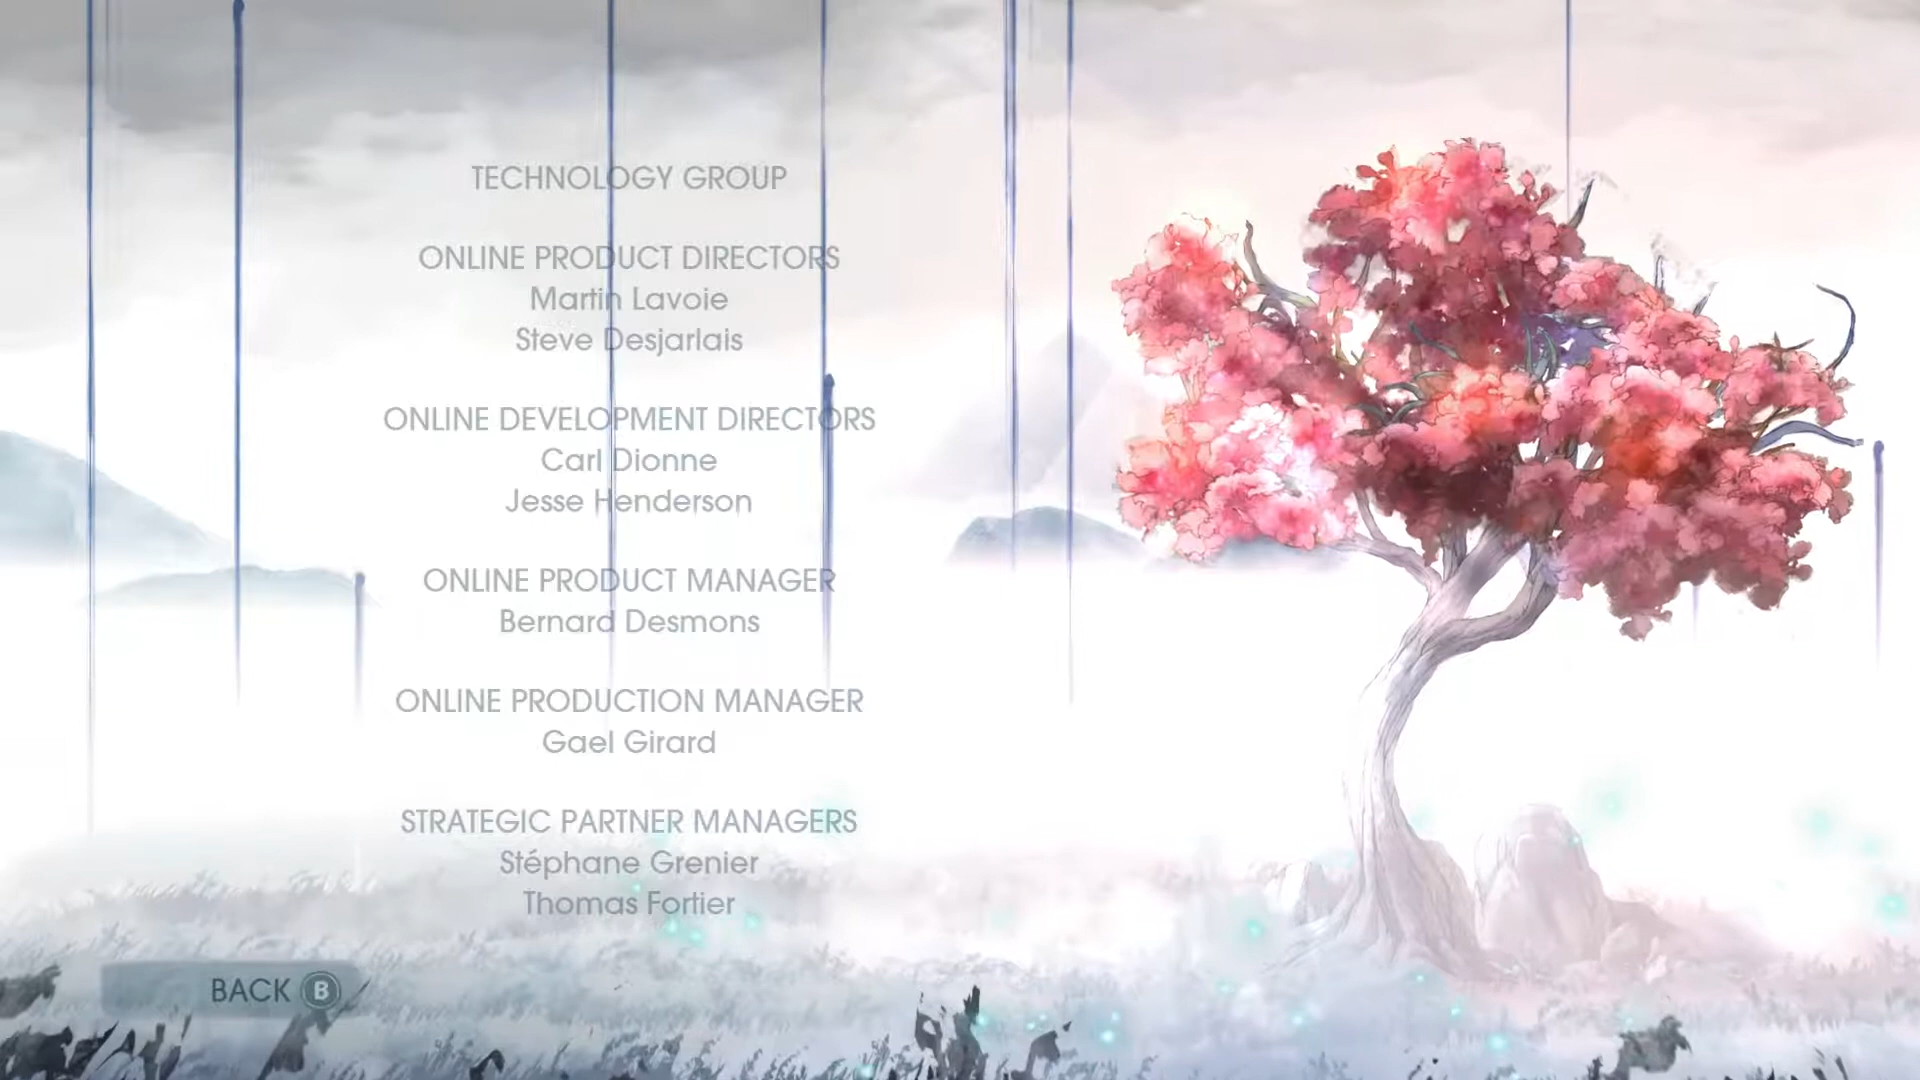 TECHNOLOGY GROUP
ONLINE PRODUCT DIRECTORS
Martin Lavoie
Steve Desjarlais
ONLINE DEVELOPMENT DIRECTORS
Carl Dionne
Jesse Henderson
ONLINE PRODUCT MANAGER
Bernard Desmons
ONLINE PRODUCTION MANAGER
Gael Girard
STRATEGIC PARTNER MANAGERS
Stéphane Grenier
Thomas Fortier
BACK B